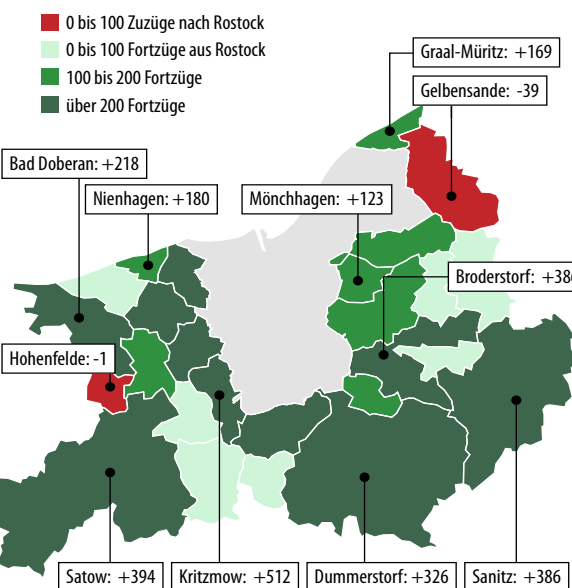 0 bis 100 Zuzüge nach Rostock
0 bis 100 Fortzüge aus Rostock
100 bis 200 Fortzüge
über 200 Fortzüge
Graal-Müritz: +169
Gelbensande: -39
Bad Doberan: +218
Nienhagen: +180
Mönchhagen: +123
Broderstorf: +386
Hohenfelde: -1
Satow: +394
Kritzmow: +512
Dummerstorf: +326
Sanitz: +386